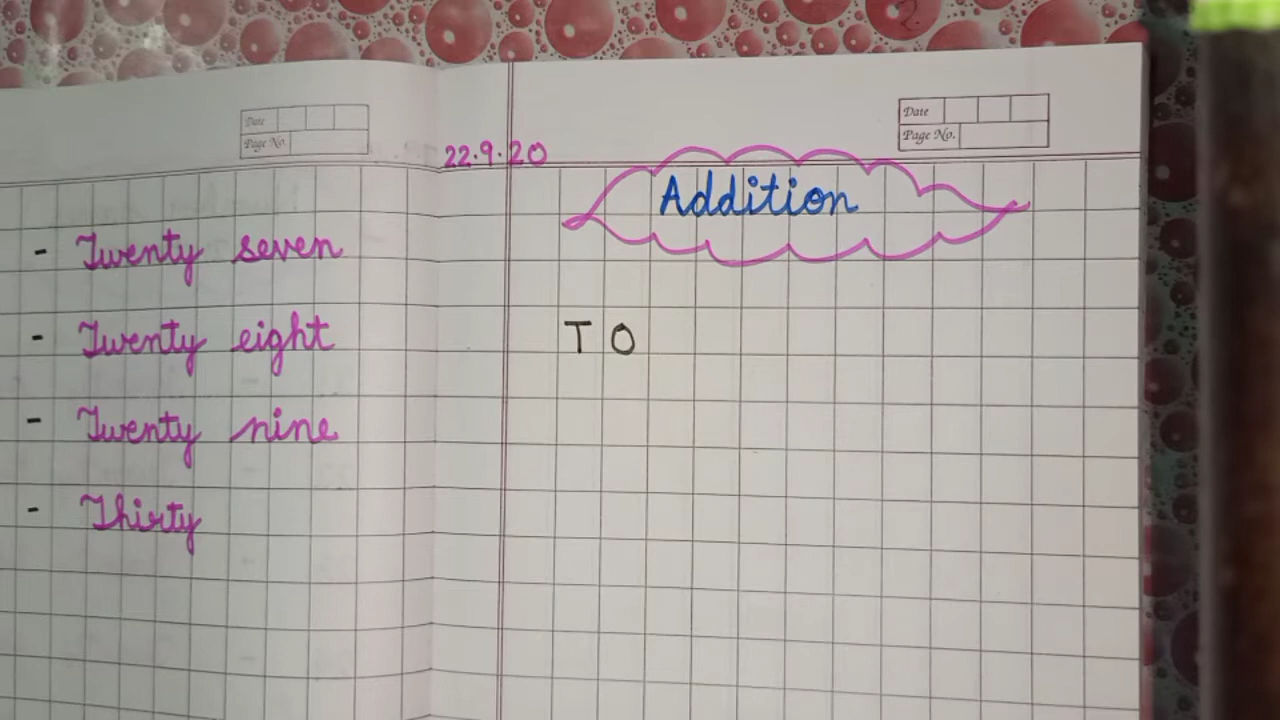 Date
Page No.
- Twenty seven
- Twenty eight
- Twenty nine
- Thirty
Date
Page No.
22.9.20
Addition
T O